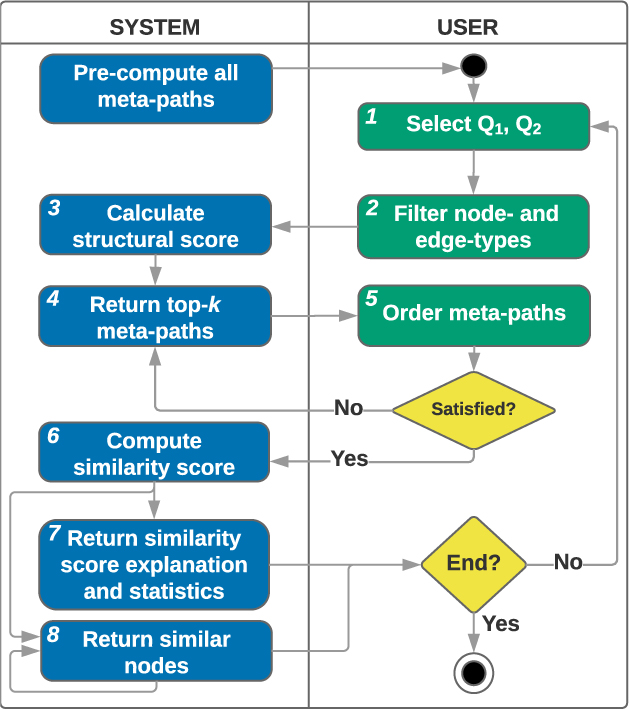 SYSTEM
USER
Pre-compute all
meta-paths
1
Select Q₁, Q₂
2
Filter node- and
edge-types
3
Calculate
structural score
4
Return top-k
meta-paths
5
Order meta-paths
Satisfied?
No
Yes
6
Compute
similarity score
7
Return similarity
score explanation
and statistics
8
Return similar
nodes
End?
No
Yes